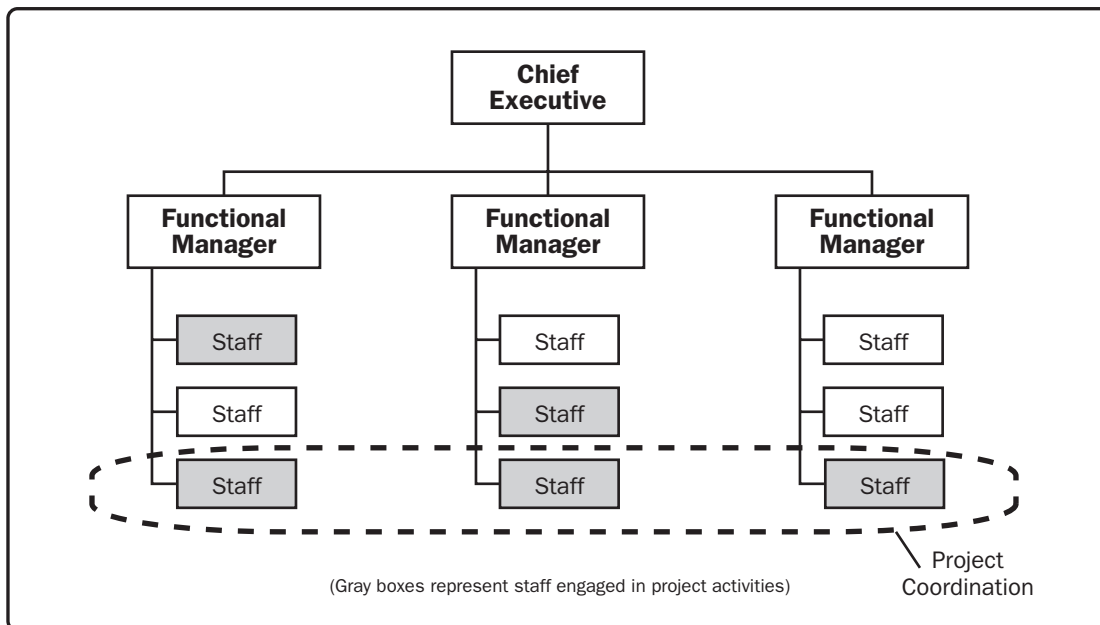 Chief
Executive
Functional
Manager
Functional
Manager
Functional
Manager
Staff
Staff
Staff
Staff
Staff
Staff
Staff
Staff
Staff
Project
Coordination
(Gray boxes represent staff engaged in project activities)